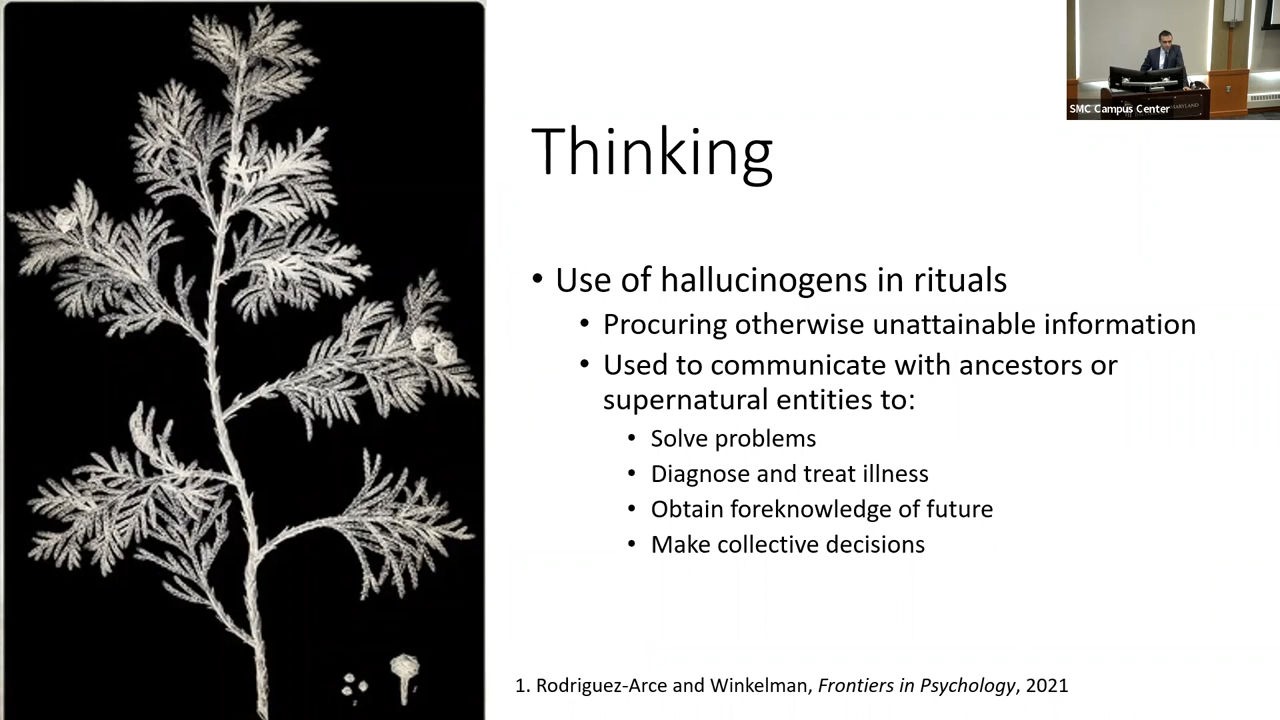 SMC Campus Center
MARYLAND
Thinking
• Use of hallucinogens in rituals
• Procuring otherwise unattainable information
• Used to communicate with ancestors or
supernatural entities to:
• Solve problems
• Diagnose and treat illness
• Obtain foreknowledge of future
• Make collective decisions
1. Rodriguez-Arce and Winkelman, Frontiers in Psychology, 2021